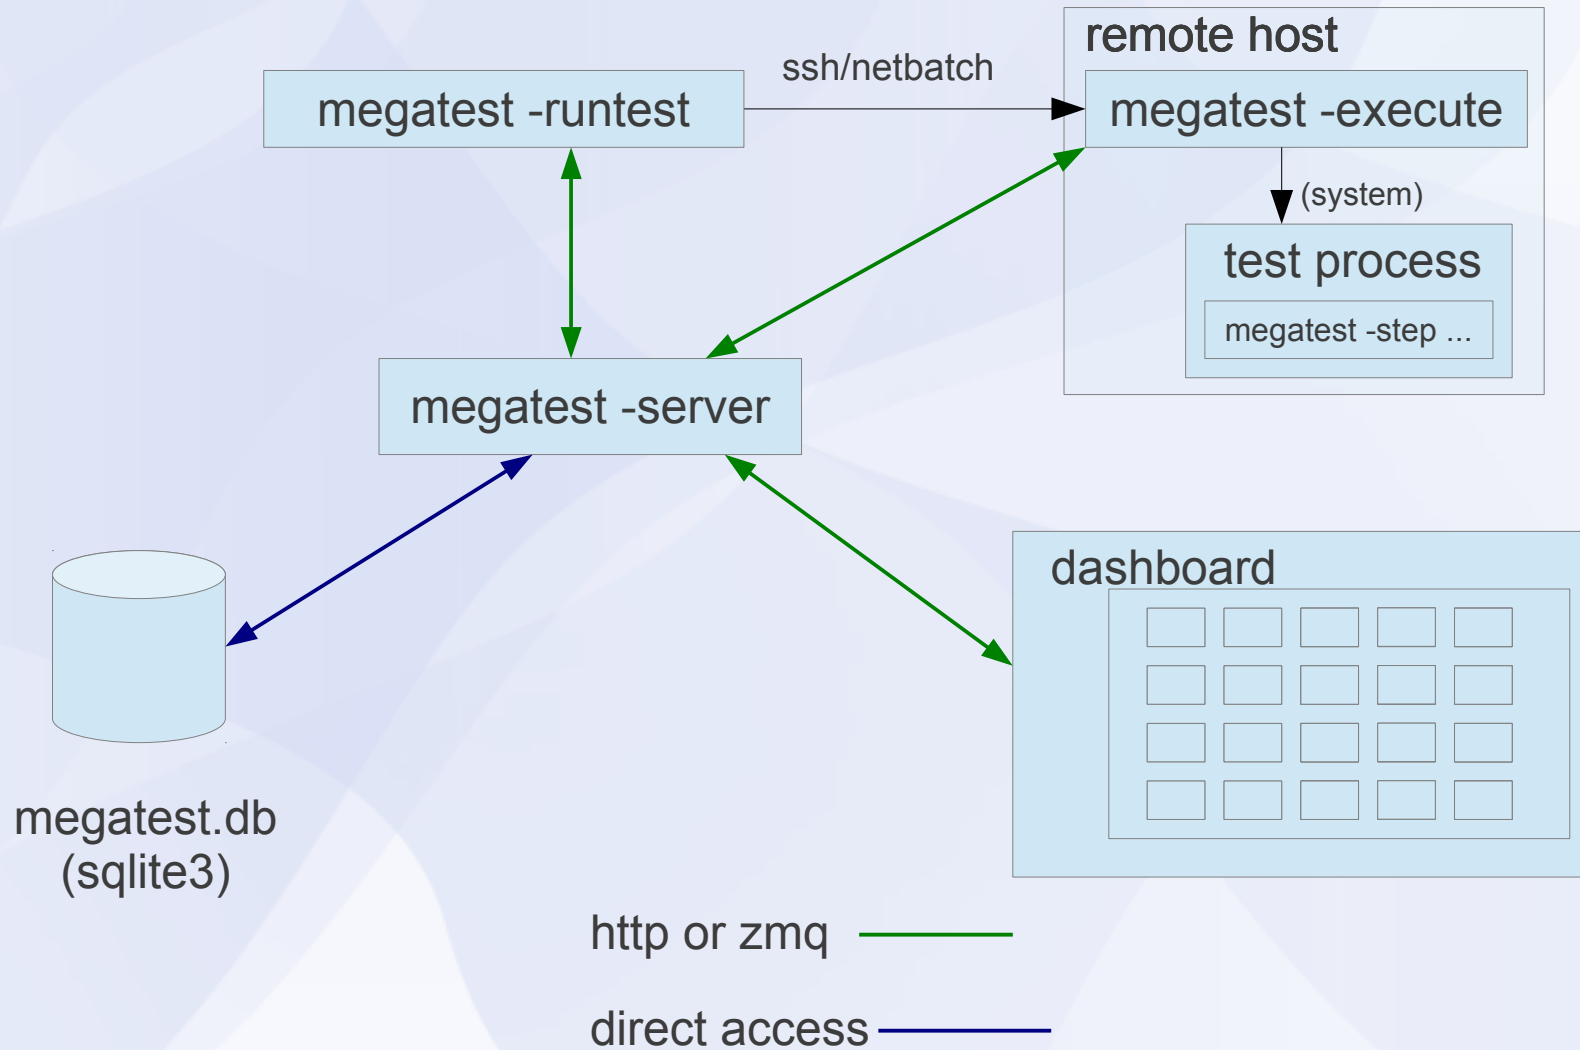 remote host
ssh/netbatch
megatest -runtest
megatest -execute
(system)
test process
megatest -step ...
megatest -server
dashboard
megatest.db
(sqlite3)
http or zmq
direct access